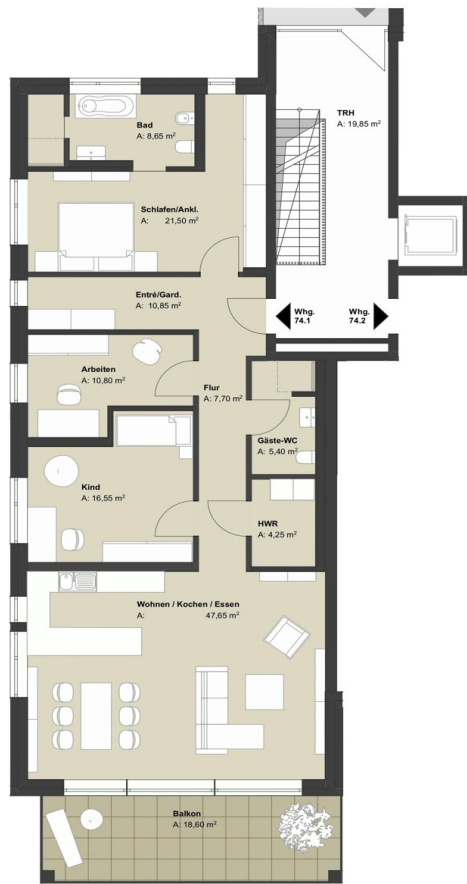 TRH
A: 19,85 m²
Bad
A: 8,65 m²
Schlafen/Ankl.
A: 21,50 m²
Entré/Gard.
A: 10,85 m²
Whg.
74.1
Whg.
74.2
Arbeiten
A: 10,80 m²
Flur
A: 7,70 m²
Gäste-WC
A: 5,40 m²
Kind
A: 16,55 m²
HWR
A: 4,25 m²
Wohnen / Kochen / Essen
A: 47,65 m²
Balkon
A: 18,60 m²